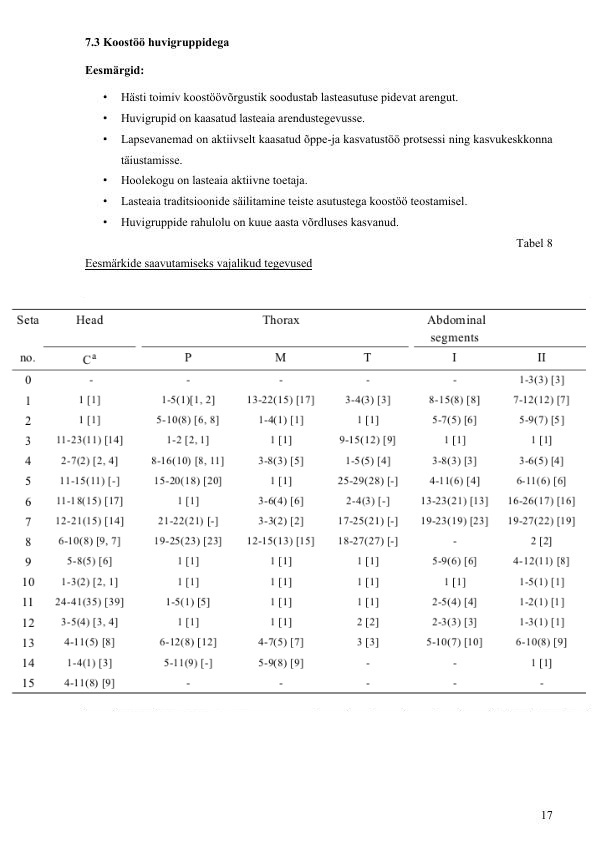 7.3 Koostöö huvigruppidega
Eesmärgid:
• Hästi toimiv koostöövõrgustik soodustab lasteasutuse pidevat arengut.
• Huvigrupid on kaasatud lasteaia arendustegevusse.
• Lapsevanemad on aktiivselt kaasatud õppe-ja kasvatustöö protsessi ning kasvukeskkonna
täiustamisse.
• Hoolekogu on lasteaia aktiivne toetaja.
• Lasteaia traditsioonide säilitamine teiste asutustega koostöö teostamisel.
• Huvigruppide rahulolu on kuue aasta võrdluses kasvanud.
Tabel 8
Eesmärkide saavutamiseks vajalikud tegevused
Seta Head Thorax Abdominal
segments
no. Cᵃ P M T I II
0 - - - - - 1-3(3) [3]
1 1 [1] 1-5(1)[1, 2] 13-22(15) [17] 3-4(3) [3] 8-15(8) [8] 7-12(12) [7]
2 1 [1] 5-10(8) [6, 8] 1-4(1) [1] 1 [1] 5-7(5) [6] 5-9(7) [5]
3 11-23(11) [14] 1-2 [2, 1] 1 [1] 9-15(12) [9] 1 [1] 1 [1]
4 2-7(2) [2, 4] 8-16(10) [8, 11] 3-8(3) [5] 1-5(5) [4] 3-8(3) [3] 3-6(5) [4]
5 11-15(11) [-] 15-20(18) [20] 1 [1] 25-29(28) [-] 4-11(6) [4] 6-11(6) [6]
6 11-18(15) [17] 1 [1] 3-6(4) [6] 2-4(3) [-] 13-23(21) [13] 16-26(17) [16]
7 12-21(15) [14] 21-22(21) [-] 3-3(2) [2] 17-25(21) [-] 19-23(19) [23] 19-27(22) [19]
8 6-10(8) [9, 7] 19-25(23) [23] 12-15(13) [15] 18-27(27) [-] - 2 [2]
9 5-8(5) [6] 1 [1] 1 [1] 1 [1] 5-9(6) [6] 4-12(11) [8]
10 1-3(2) [2, 1] 1 [1] 1 [1] 1 [1] 1 [1] 1-5(1) [1]
11 24-41(35) [39] 1-5(1) [5] 1 [1] 1 [1] 2-5(4) [4] 1-2(1) [1]
12 3-5(4) [3, 4] 1 [1] 1 [1] 2 [2] 2-3(3) [3] 1-3(1) [1]
13 4-11(5) [8] 6-12(8) [12] 4-7(5) [7] 3 [3] 5-10(7) [10] 6-10(8) [9]
14 1-4(1) [3] 5-11(9) [-] 5-9(8) [9] - - 1 [1]
15 4-11(8) [9] - - - - -
17